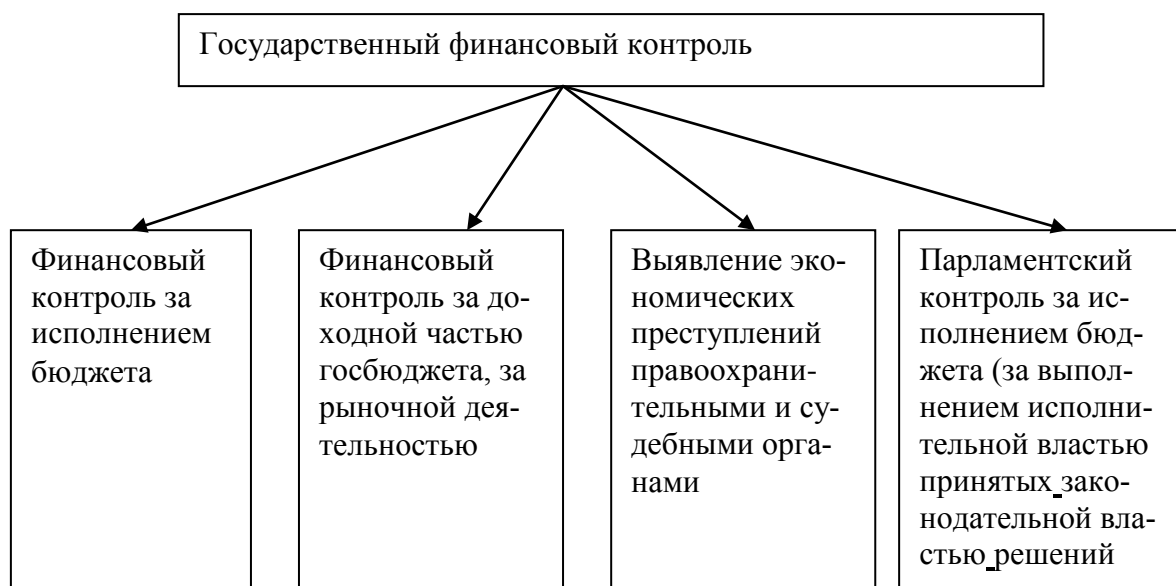 Государственный финансовый контроль
Финансовый
контроль за
исполнением
бюджета
Финансовый
контроль за до-
ходной частью
госбюджета, за
рыночной дея-
тельностью
Выявление эко-
номических
преступлений
правоохрани-
тельными и су-
дебными орга-
нами
Парламентский
контроль за ис-
полнением бюд-
жета (за выпол-
нением исполни-
тельной властью
принятых зако-
нодательной вла-
стью решений